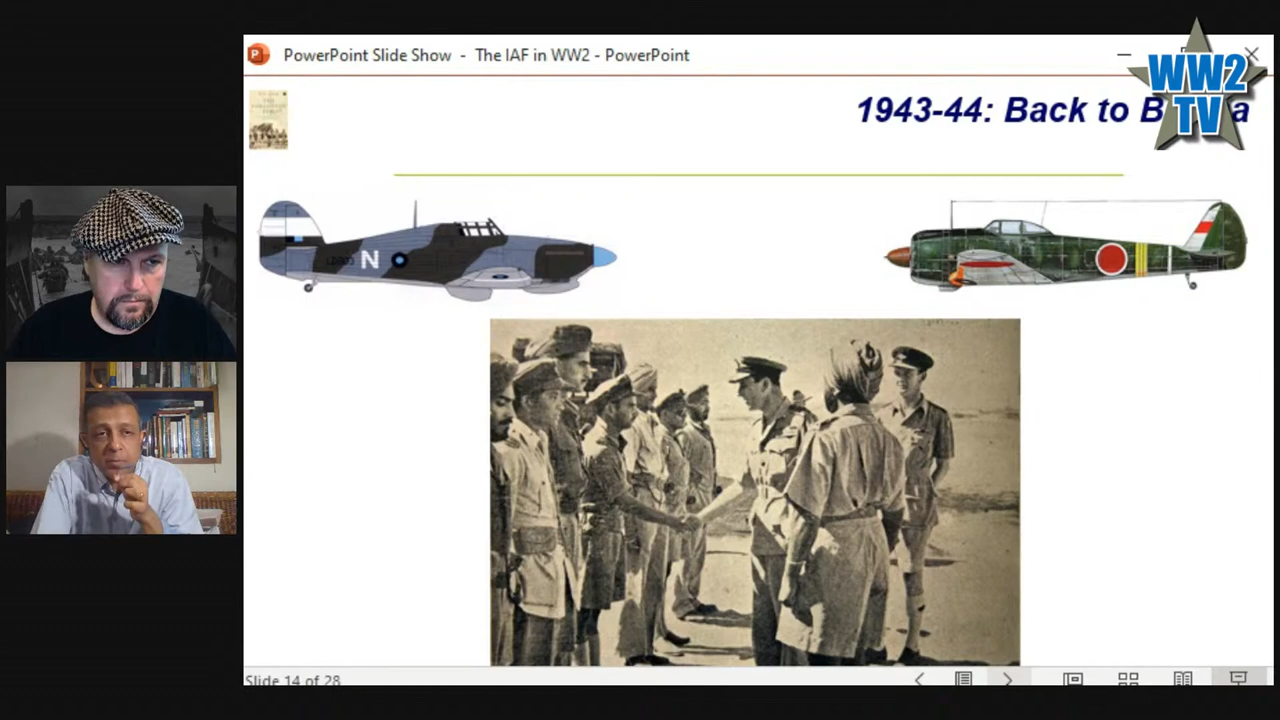 PowerPoint Slide Show - The IAF in WW2 - PowerPoint
WW2
TV
1943-44: Back to B a
N
Slide 14 of 28